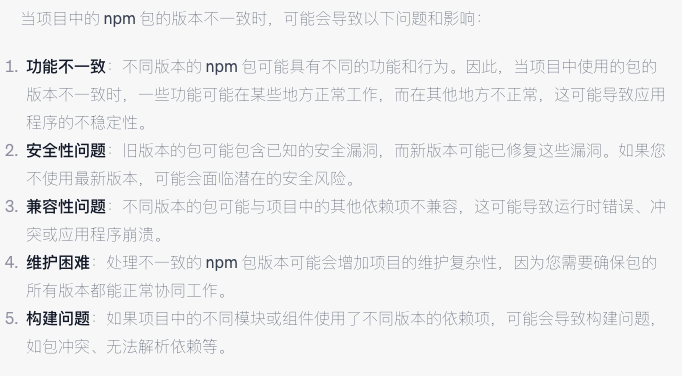 当项目中的 npm 包的版本不一致时，可能会导致以下问题和影响：
1. 功能不一致：不同版本的 npm 包可能具有不同的功能和行为。因此，当项目中使用的包的
版本不一致时，一些功能可能在某些地方正常工作，而在其他地方不正常，这可能导致应用
程序的不稳定性。
2. 安全性问题：旧版本的包可能包含已知的安全漏洞，而新版本可能已修复这些漏洞。如果您
不使用最新版本，可能会面临潜在的安全风险。
3. 兼容性问题：不同版本的包可能与项目中的其他依赖项不兼容，这可能导致运行时错误、冲
突或应用程序崩溃。
4. 维护困难：处理不一致的 npm 包版本可能会增加项目的维护复杂性，因为您需要确保包的
所有版本都能正常协同工作。
5. 构建问题：如果项目中的不同模块或组件使用了不同版本的依赖项，可能会导致构建问题，
如包冲突、无法解析依赖等。